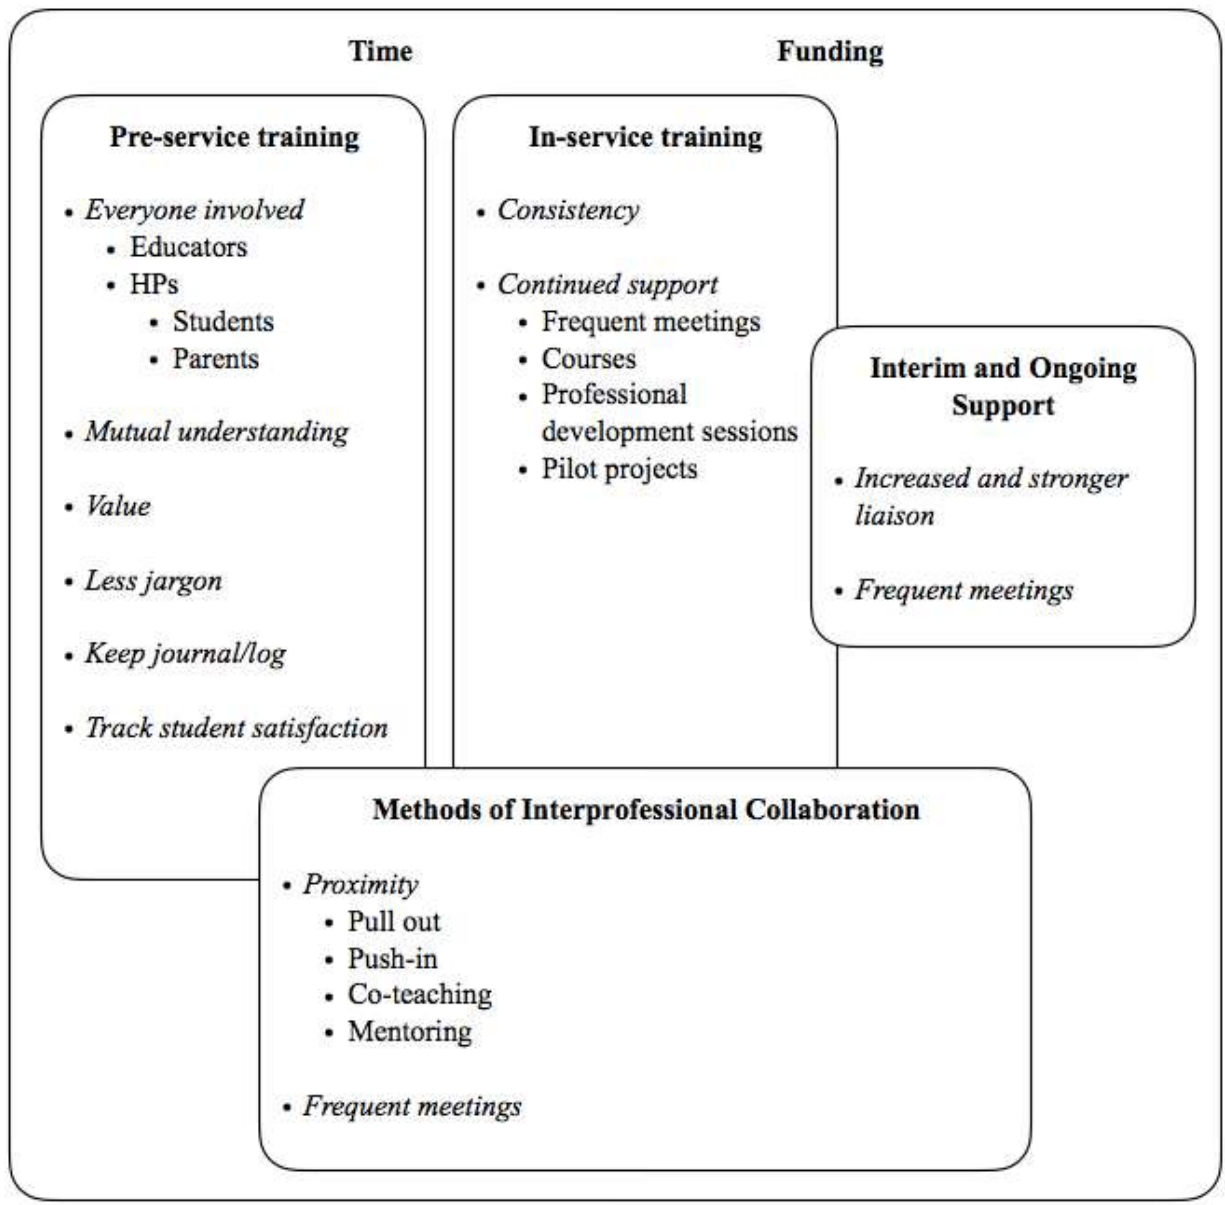 Time
Funding
Pre-service training
• Everyone involved
• Educators
• HPs
• Students
• Parents
• Mutual understanding
• Value
• Less jargon
• Keep journal/log
• Track student satisfaction
In-service training
• Consistency
• Continued support
• Frequent meetings
• Courses
• Professional
development sessions
• Pilot projects
Interim and Ongoing
Support
• Increased and stronger
liaison
• Frequent meetings
Methods of Interprofessional Collaboration
• Proximity
• Pull out
• Push-in
• Co-teaching
• Mentoring
• Frequent meetings